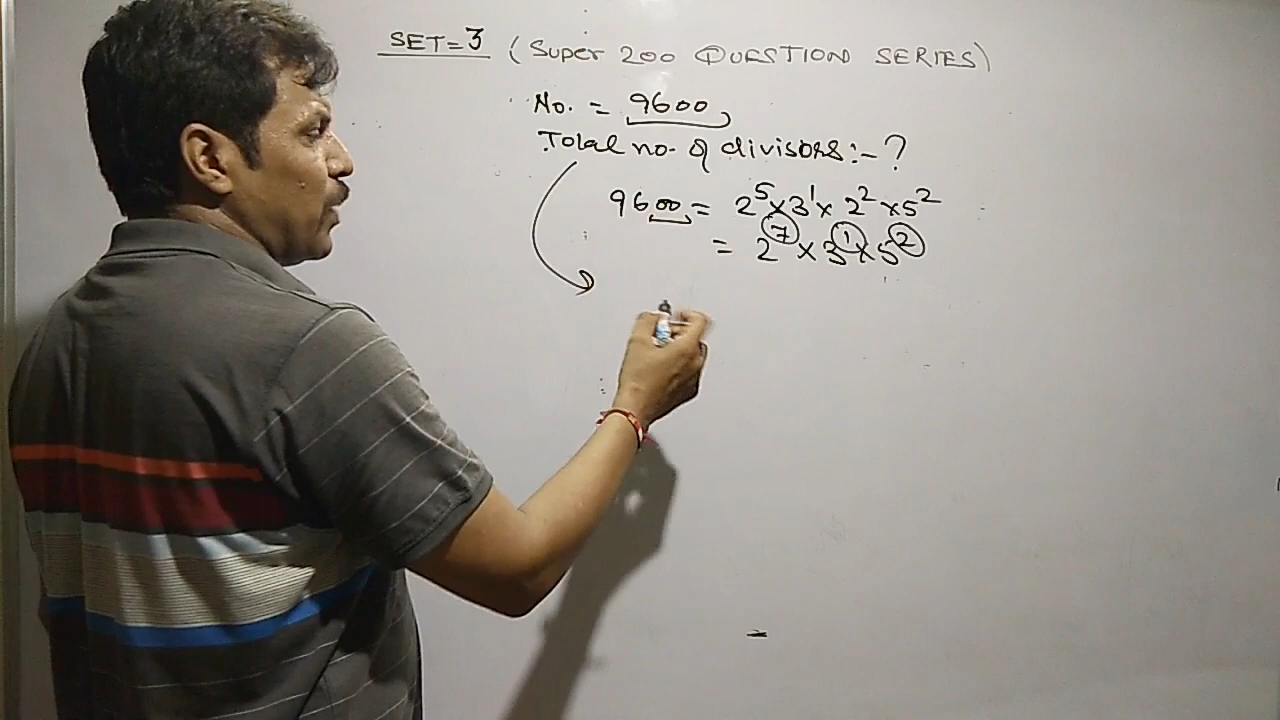 SET=3 (Super 200 QUESTION SERIES)
No. = 9600
Total no. of divisors:- ?
9600 = 2⁵×3¹×2²×5²
= 2⁷×3¹×5²